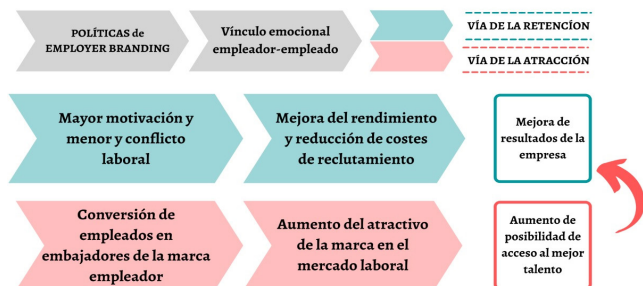 POLÍTICAS de
EMPLOYER BRANDING
Vínculo emocional
empleador-empleado
VÍA DE LA RETENCÍON
VÍA DE LA ATRACCIÓN
Mayor motivación y
menor y conflicto
laboral
Mejora del rendimiento
y reducción de costes
de reclutamiento
Mejora de
resultados de la
empresa
Conversión de
empleados en
embajadores de la marca
empleador
Aumento del atractivo
de la marca en el
mercado laboral
Aumento de
posibilidad de
acceso al mejor
talento